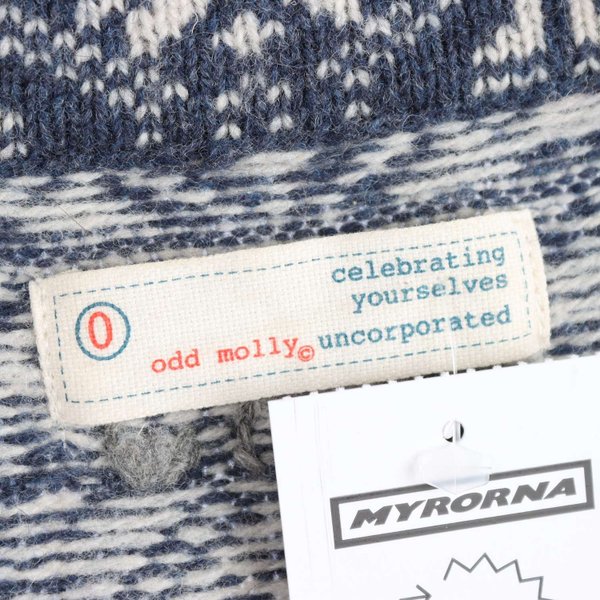 celebrating
yourselves
0
odd molly© uncorporated
MYRORNA